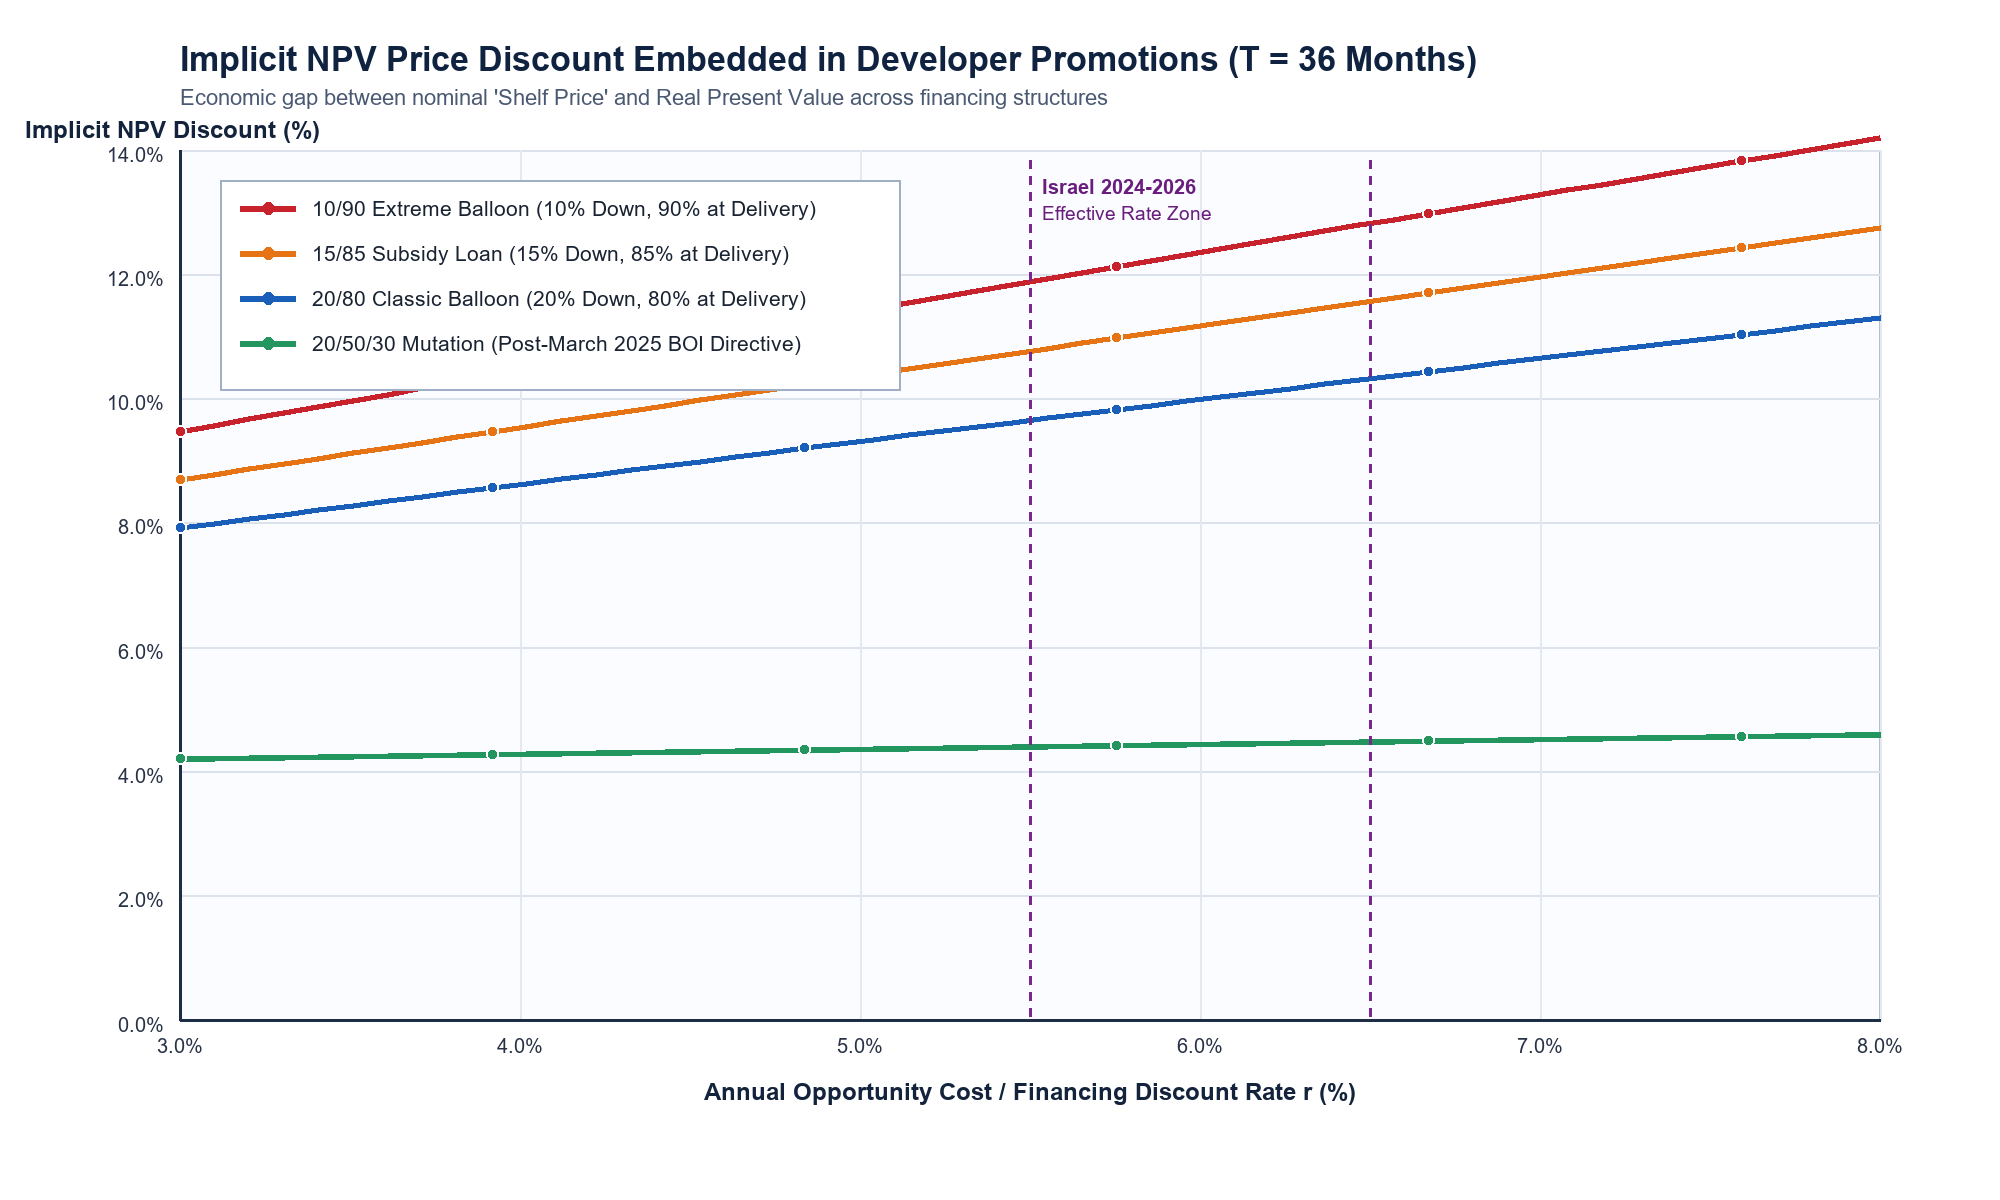 Implicit NPV Price Discount Embedded in Developer Promotions (T = 36 Months)
Economic gap between nominal 'Shelf Price' and Real Present Value across financing structures
Implicit NPV Discount (%)
14.0%
12.0%
10.0%
8.0%
6.0%
4.0%
2.0%
0.0%
10/90 Extreme Balloon (10% Down, 90% at Delivery)
15/85 Subsidy Loan (15% Down, 85% at Delivery)
20/80 Classic Balloon (20% Down, 80% at Delivery)
20/50/30 Mutation (Post-March 2025 BOI Directive)
Israel 2024-2026
Effective Rate Zone
3.0% 4.0% 5.0% 6.0% 7.0% 8.0%
Annual Opportunity Cost / Financing Discount Rate r (%)